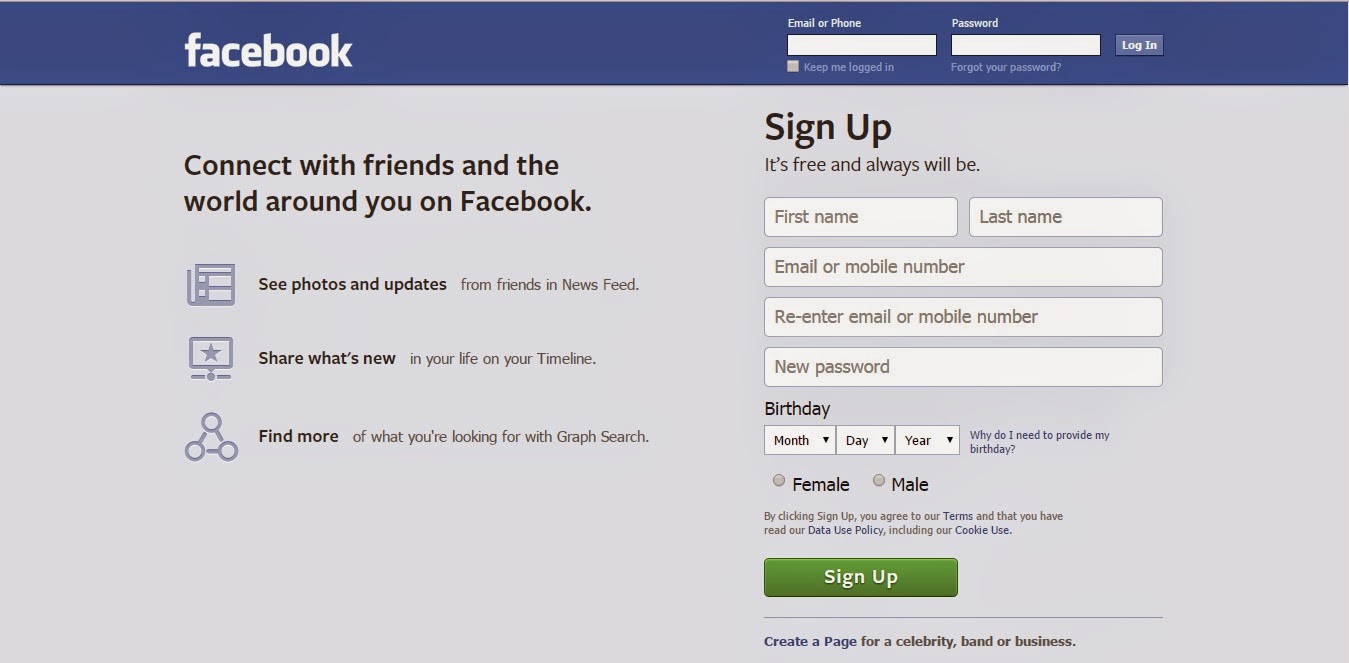 facebook
Email or Phone
Password
Log In
Keep me logged in
Forgot your password?
Connect with friends and the
world around you on Facebook.
See photos and updates from friends in News Feed.
Share what's new in your life on your Timeline.
Find more of what you're looking for with Graph Search.
Sign Up
It's free and always will be.
First name
Last name
Email or mobile number
Re-enter email or mobile number
New password
Birthday
Month
Day
Year
Why do I need to provide my
birthday?
Female
Male
By clicking Sign Up, you agree to our Terms and that you have
read our Data Use Policy, including our Cookie Use.
Sign Up
Create a Page for a celebrity, band or business.